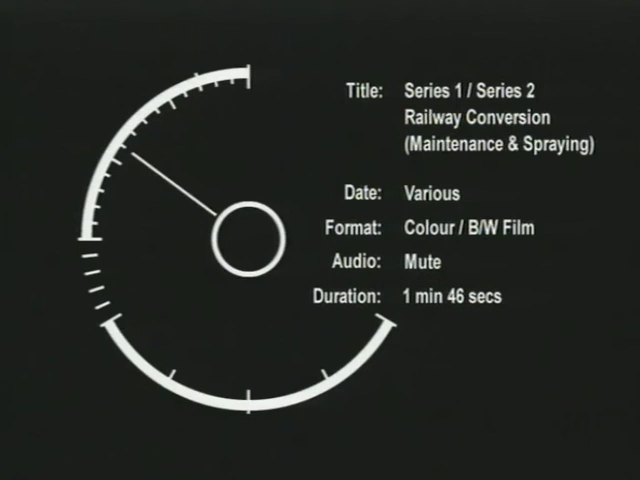 Title: Series 1 / Series 2
Railway Conversion
(Maintenance & Spraying)
Date: Various
Format: Colour / B/W Film
Audio: Mute
Duration: 1 min 46 secs